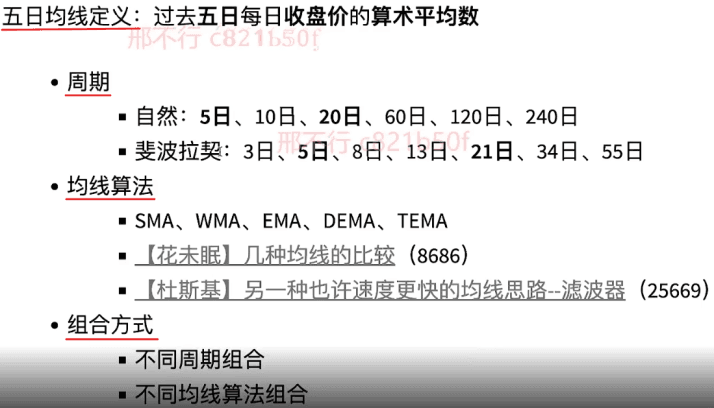 五日均线定义：过去五日每日收盘价的算术平均数
邢不行 c821b50f
周期
自然：5日、10日、20日、60日、120日、240日
斐波拉契：3日、5日、8日、13日、21日、34日、55日
邢不行 c821b50f
均线算法
SMA、WMA、EMA、DEMA、TEMA
【花未眠】几种均线的比较（8686）
【杜斯基】另一种也许速度更快的均线思路--滤波器（25669）
组合方式
不同周期组合
不同均线算法组合